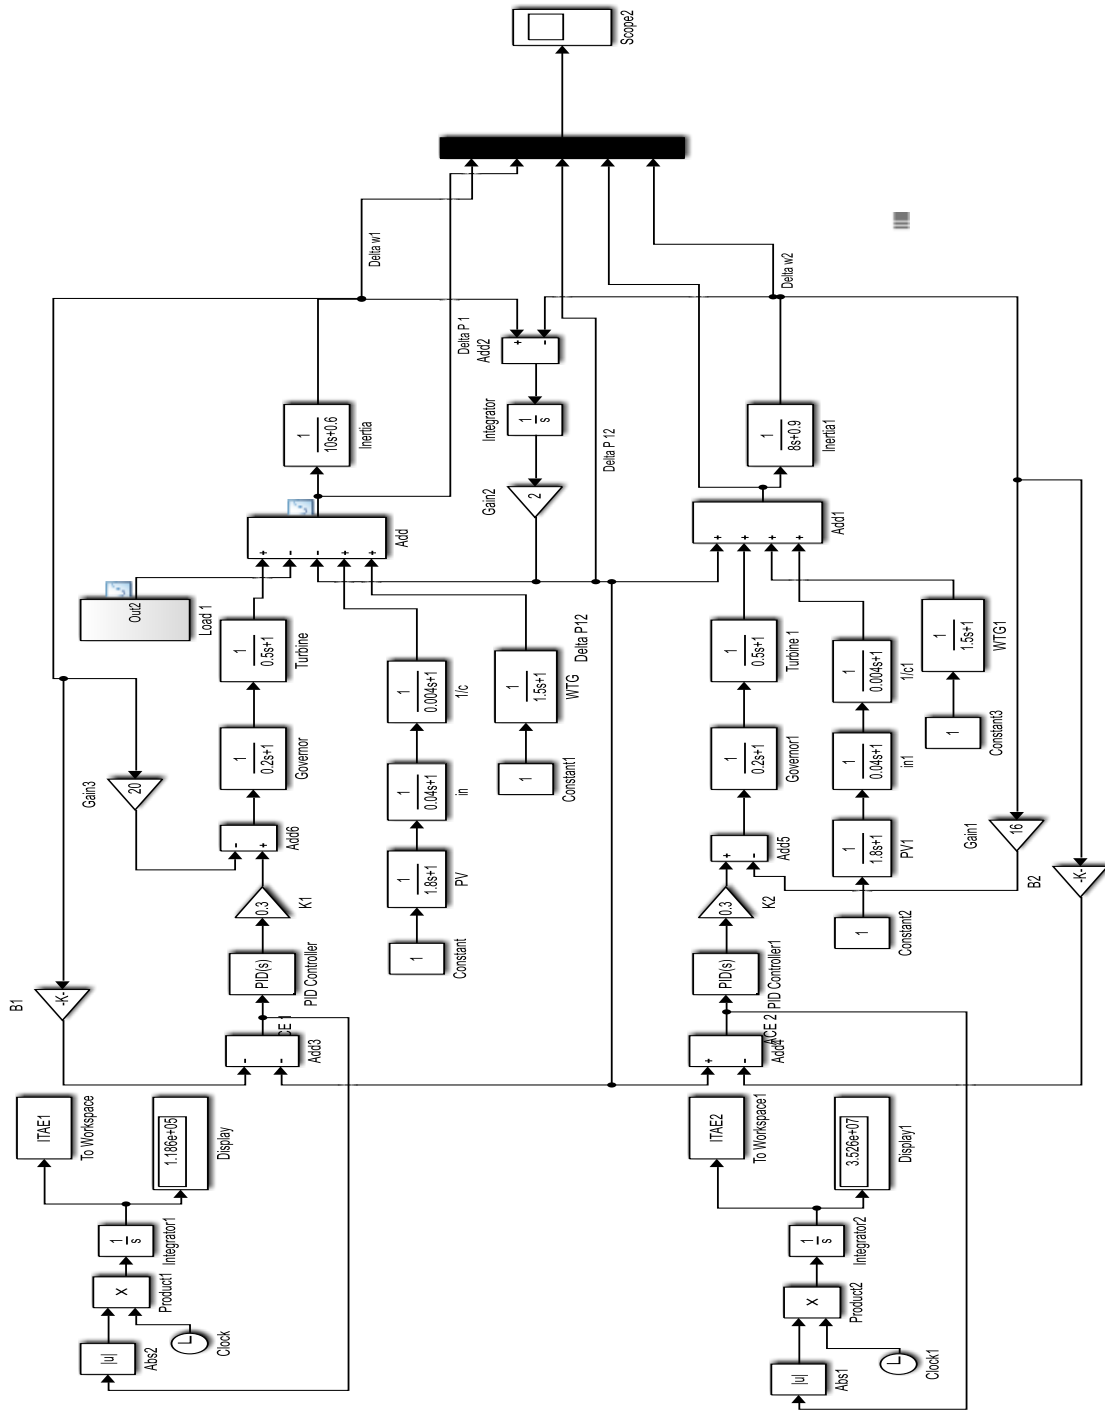 Scope2
Delta w1
Delta w2
Delta P 1
Add2
+
-
Integrator
1
s
Delta P 12
Gain2
2
1
10s+0.6
Inertia
1
8s+0.9
Inertia1
Add
+
-
-
+
+
Add1
+
+
+
+
Out2
Load 1
1
0.5s+1
Turbine
1
0.2s+1
Governor
Gain3
20
-
+
Add6
0.3
K1
PID(s)
PID Controller
B1
-K-
CE 1
-
-
Add3
1
0.004s+1
1/c
1
0.04s+1
in
1
1.8s+1
PV
1
Constant
Delta P12
1
1.5s+1
WTG
1
Constant1
1
0.5s+1
Turbine 1
1
0.2s+1
Governor1
+
-
Add5
0.3
K2
PID(s)
PID Controller1
ACE 2
+
-
Add4
1
0.004s+1
1/c1
1
0.04s+1
in1
1
1.8s+1
PV1
1
Constant2
1
1.5s+1
WTG1
1
Constant3
Gain1
16
B2
-K-
ITAE1
To Workspace
1.186e+05
Display
1
s
Integrator1
X
Product1
|u|
Abs2
Clock
ITAE2
To Workspace1
3.526e+07
Display1
1
s
Integrator2
X
Product2
|u|
Abs1
Clock1